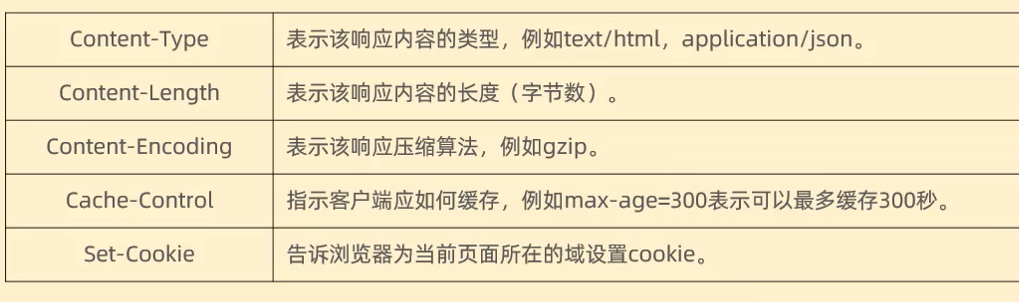 Content-Type 表示该响应内容的类型，例如text/html，application/json。
Content-Length 表示该响应内容的长度（字节数）。
Content-Encoding 表示该响应压缩算法，例如gzip。
Cache-Control 指示客户端应如何缓存，例如max-age=300表示可以最多缓存300秒。
Set-Cookie 告诉浏览器为当前页面所在的域设置cookie。